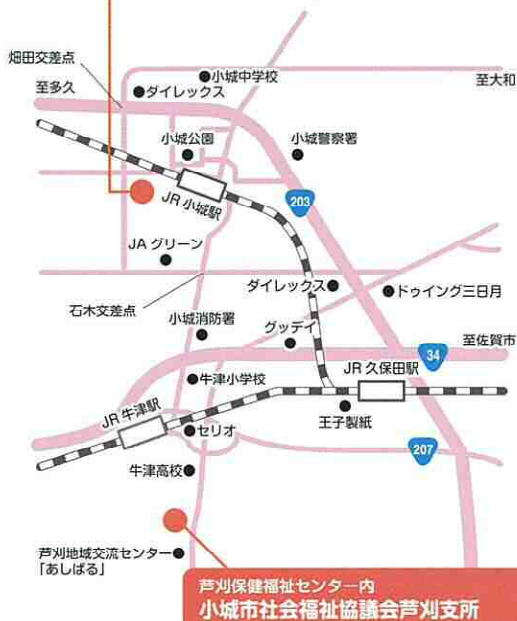 畑田交差点
小城中学校
至多久
ダイレックス
至大和
小城公園
小城警察署
JR 小城駅
203
JA グリーン
ダイレックス
ドゥイング三日月
石木交差点
小城消防署
グッデイ
至佐賀市
34
牛津小学校
JR 久保田駅
JR 牛津駅
王子製紙
セリオ
207
牛津高校
芦刈地域交流センター
「あしぱる」
芦刈保健福祉センター内
小城市社会福祉協議会芦刈支所